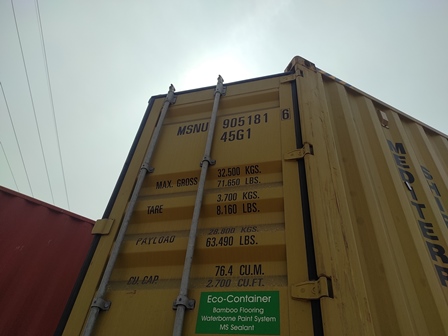 MSNU 905181 6
45G1
MAX. GROSS 32.500 KGS.
71.650 LBS.
TARE 3.700 KGS.
8.160 LBS.
PAYLOAD 28.800 KGS.
63.490 LBS.
CU.CAP. 76.4 CU.M.
2.700 CU.FT.
Eco-Container
Bamboo Flooring
Waterborne Paint System
MS Sealant